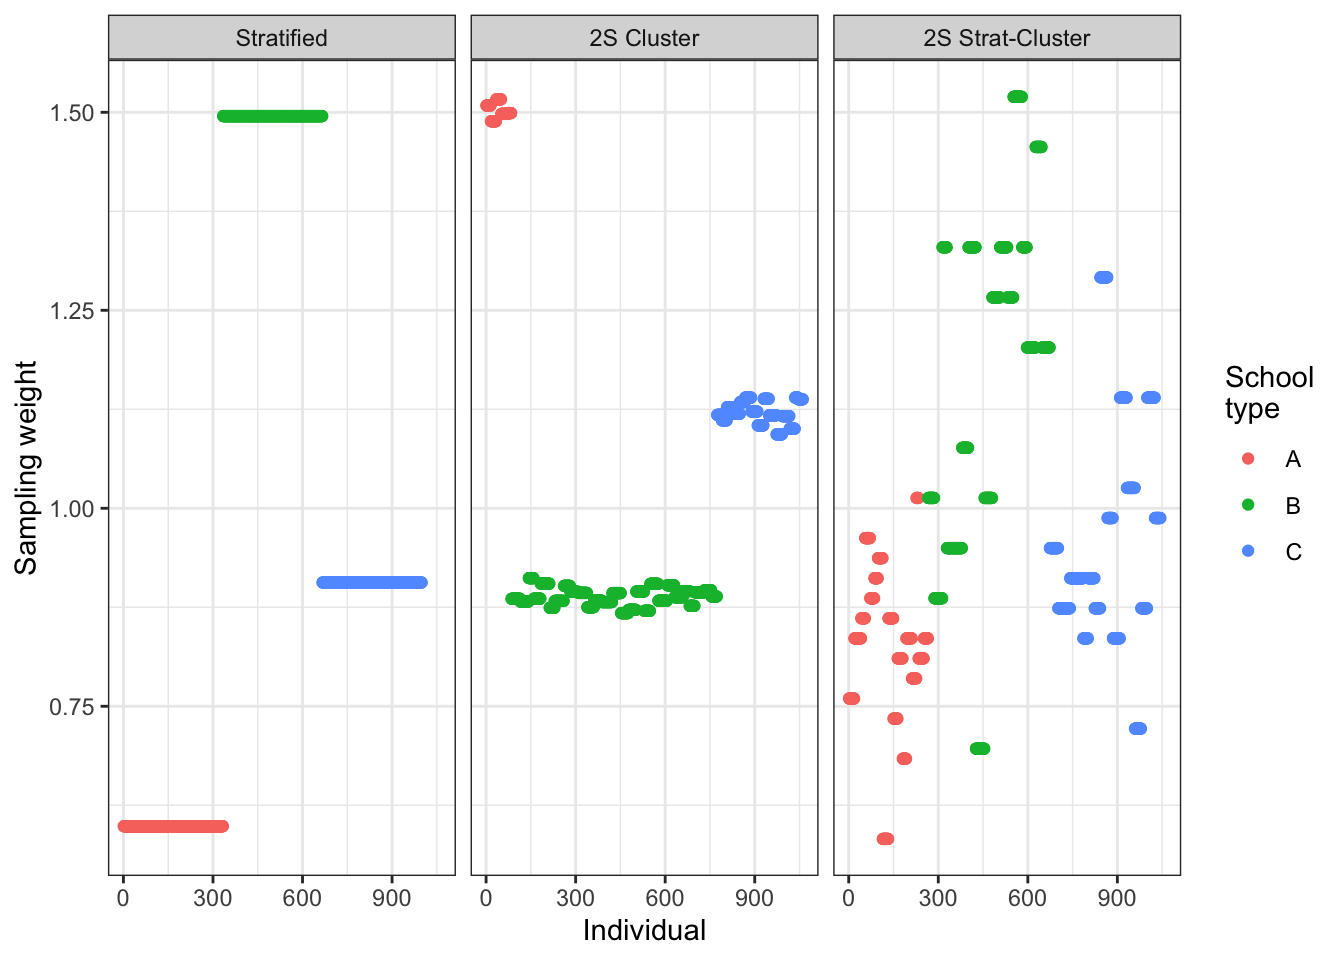 Stratified 2S Cluster 2S Strat-Cluster
Sampling weight
1.50
1.25
1.00
0.75
0 300 600 900 0 300 600 900 0 300 600 900
Individual
School
type
A
B
C